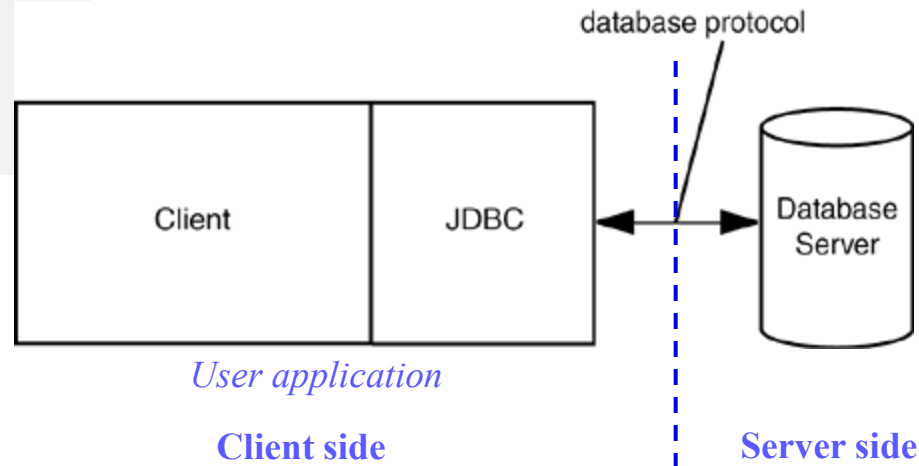 database protocol
Client
JDBC
Database
Server
User application
Client side
Server side